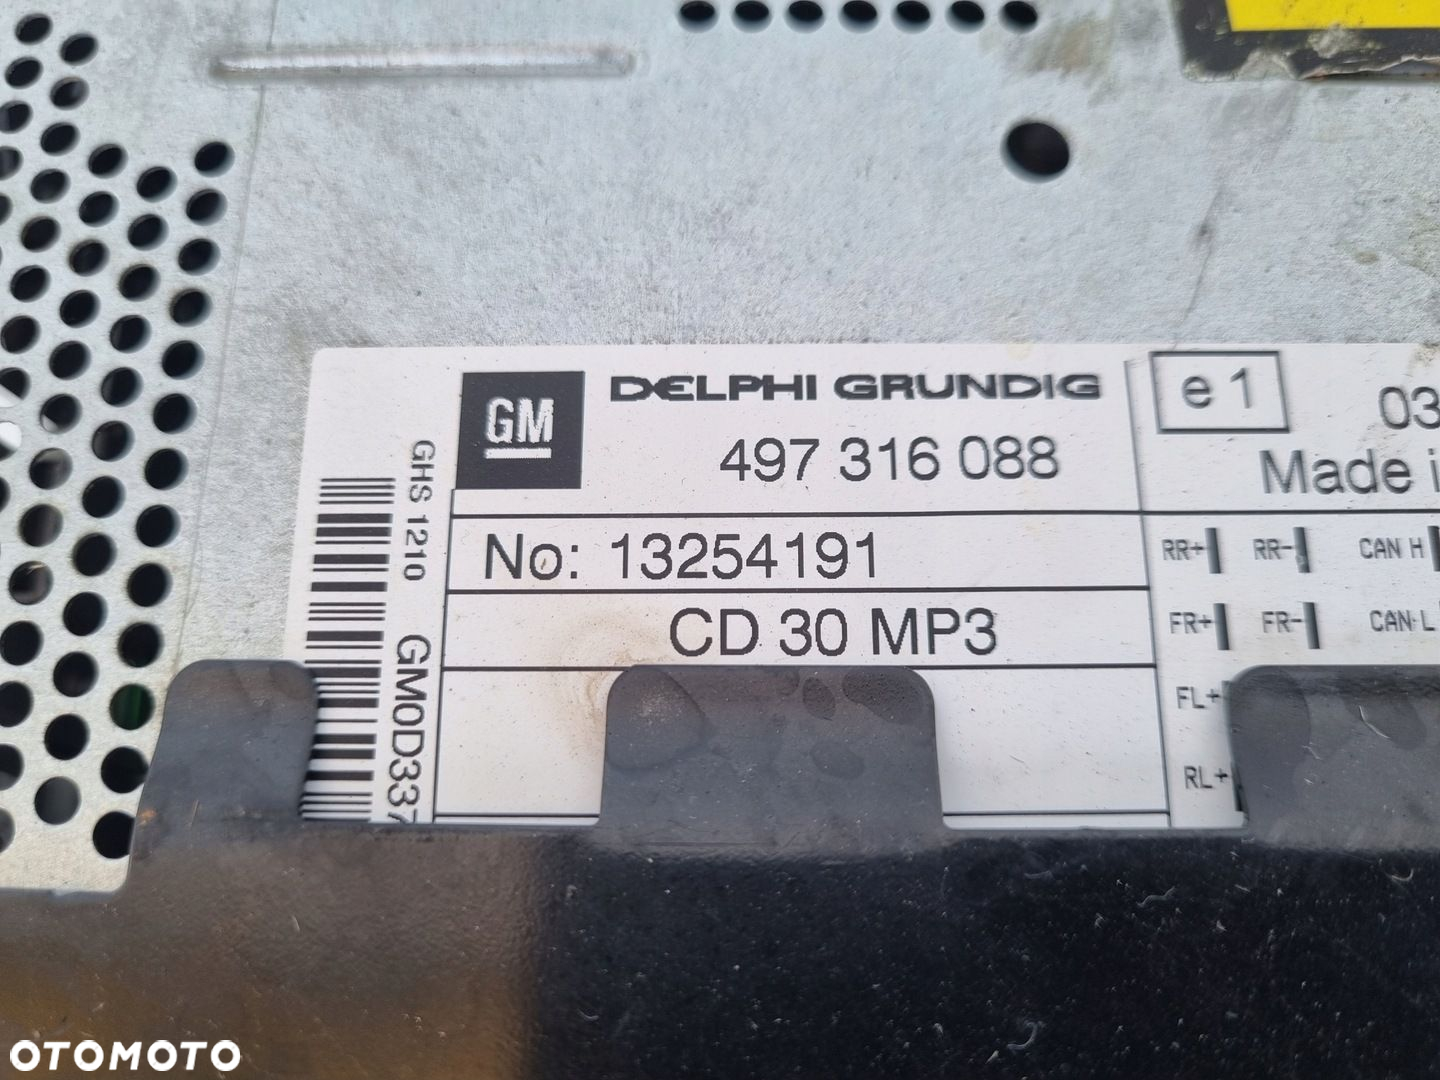 GM
DELPHI GRUNDIG
497 316 088
No: 13254191
CD 30 MP3
GHS 1210
GM0D337
e1
03
Made i
RR+ RR- CAN H
FR+ FR- CAN-L
FL+
RL+
OTOMOTO